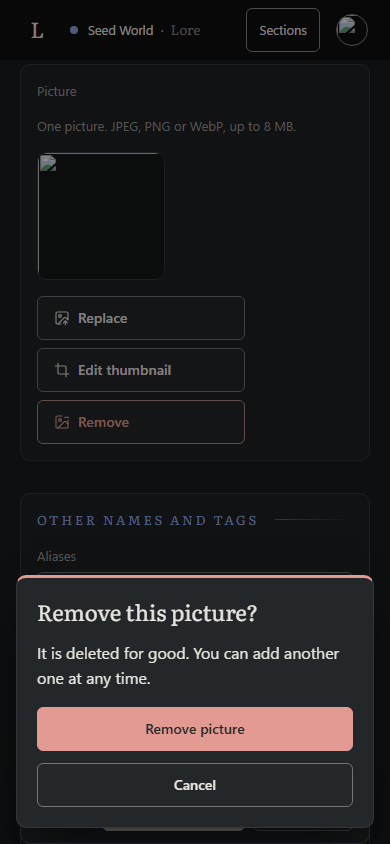 L
Seed World · Lore
Sections
Picture
One picture. JPEG, PNG or WebP, up to 8 MB.
Replace
Edit thumbnail
Remove
OTHER NAMES AND TAGS
Aliases
Remove this picture?
It is deleted for good. You can add another
one at any time.
Remove picture
Cancel